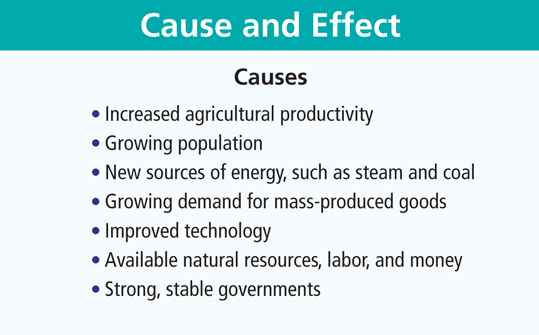 Cause and Effect
Causes
• Increased agricultural productivity
• Growing population
• New sources of energy, such as steam and coal
• Growing demand for mass-produced goods
• Improved technology
• Available natural resources, labor, and money
• Strong, stable governments